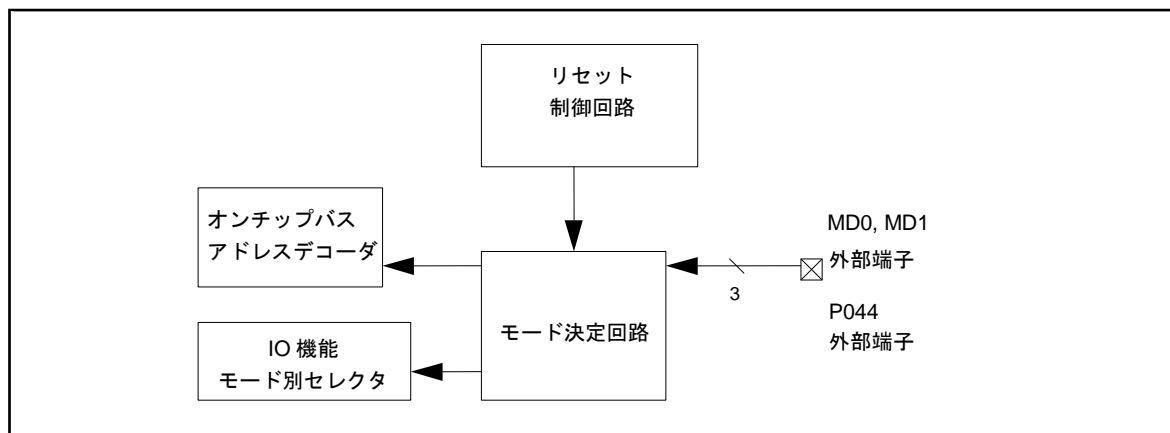 リセット
制御回路
オンチップバス
アドレスデコーダ
MD0, MD1
外部端子
3
P044
外部端子
モード決定回路
IO 機能
モード別セレクタ